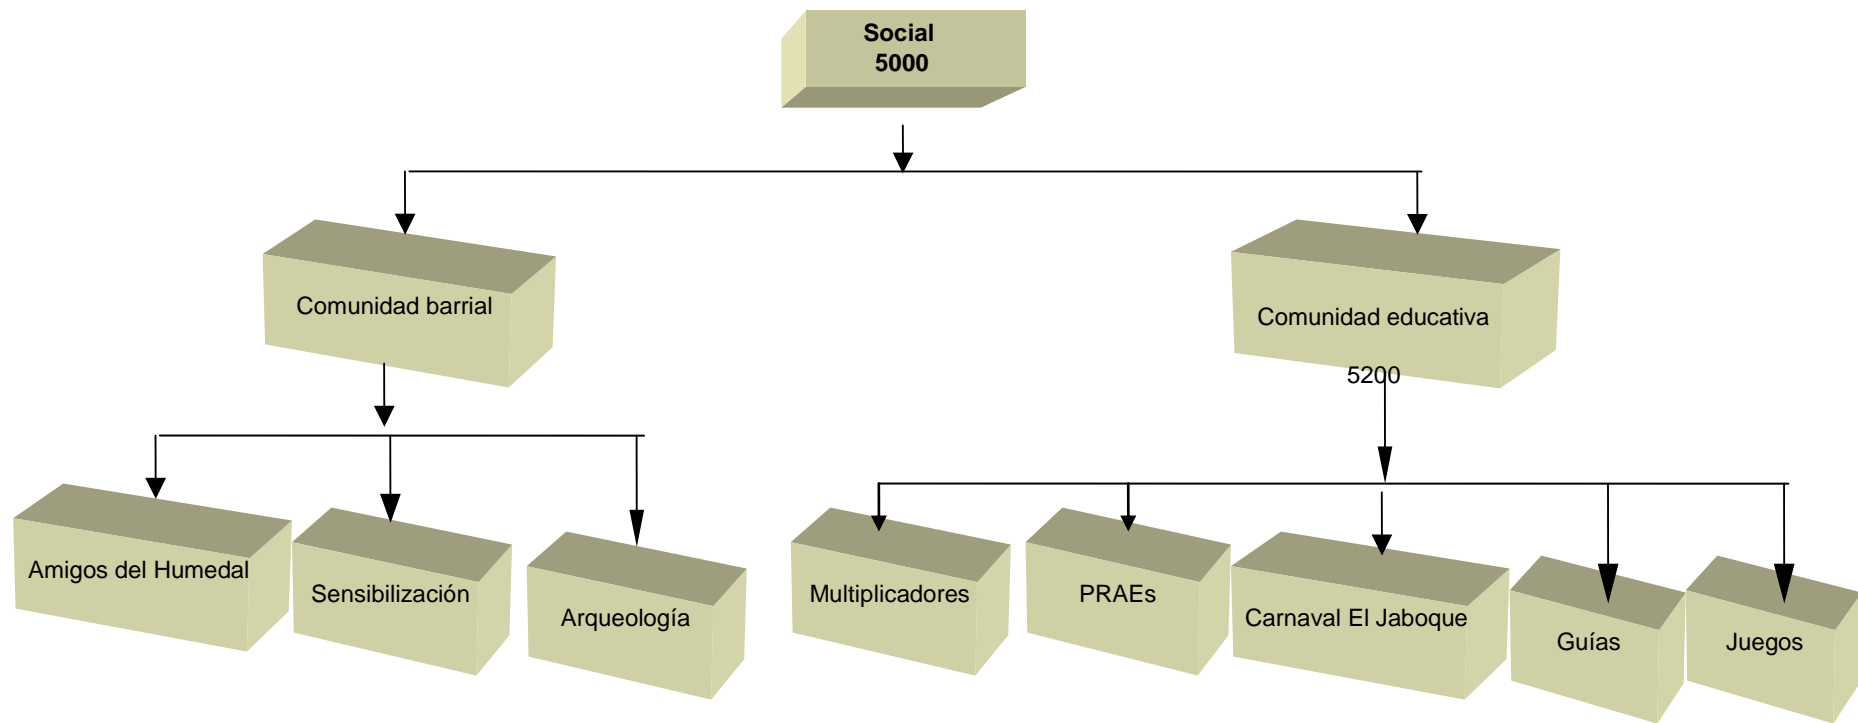 Social
5000
Comunidad barrial
Comunidad educativa
5200
Amigos del Humedal
Sensibilización
Arqueología
Multiplicadores
PRAEs
Carnaval El Jaboque
Guías
Juegos